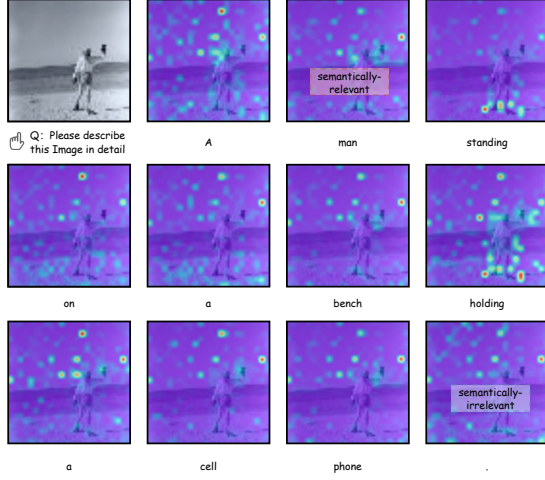 semantically-
relevant
Q: Please describe
this Image in detail
A
man
standing
on
a
bench
holding
semantically-
irrelevant
a
cell
phone
.